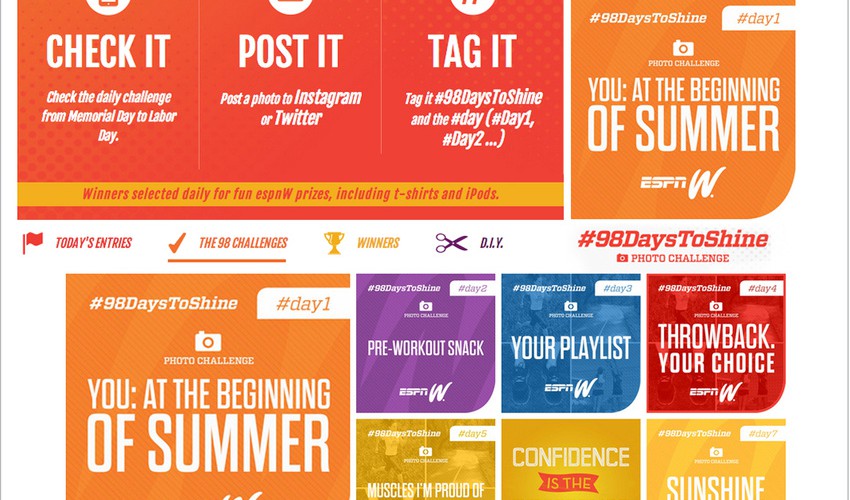 CHECK IT
Check the daily challenge
from Memorial Day to Labor
Day.
POST IT
Post a photo to Instagram
or Twitter
TAG IT
Tag it #98DaysToShine
and the #day (#Day1,
#Day2 ...)
Winners selected daily for fun espnW prizes, including t-shirts and iPods.
#98DaysToShine #day1
PHOTO CHALLENGE
YOU: AT THE BEGINNING
OF SUMMER
ESPN W
TODAY'S ENTRIES THE 98 CHALLENGES WINNERS D.I.Y.
#98DaysToShine
PHOTO CHALLENGE
#98DaysToShine #day1
PHOTO CHALLENGE
YOU: AT THE BEGINNING
OF SUMMER
#98DaysToShine #day2
PHOTO CHALLENGE
PRE-WORKOUT SNACK
ESPN W
#98DaysToShine #day3
PHOTO CHALLENGE
YOUR PLAYLIST
ESPN W
#98DaysToShine #day4
PHOTO CHALLENGE
THROWBACK.
YOUR CHOICE
ESPN W
#98DaysToShine #day5
PHOTO CHALLENGE
MUSCLES I'M PROUD OF
CONFIDENCE
IS THE
#98DaysToShine #day7
PHOTO CHALLENGE
SUNSHINE